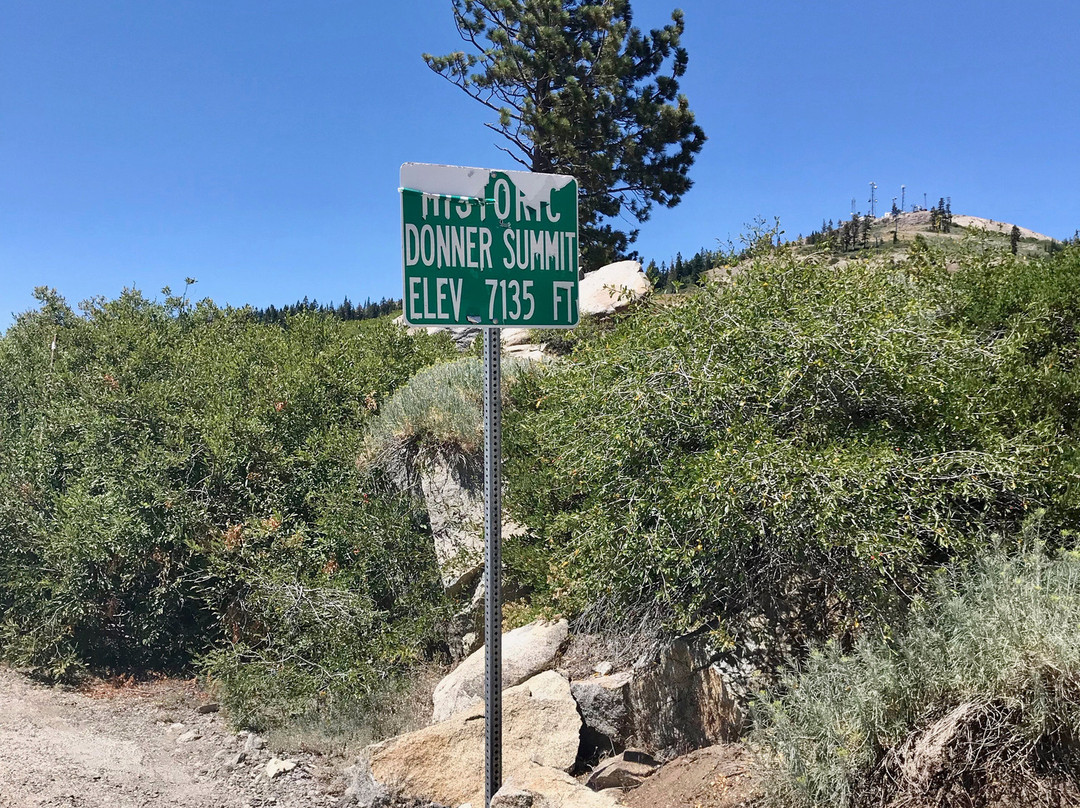 HISTORIC
DONNER SUMMIT
ELEV 7135 FT